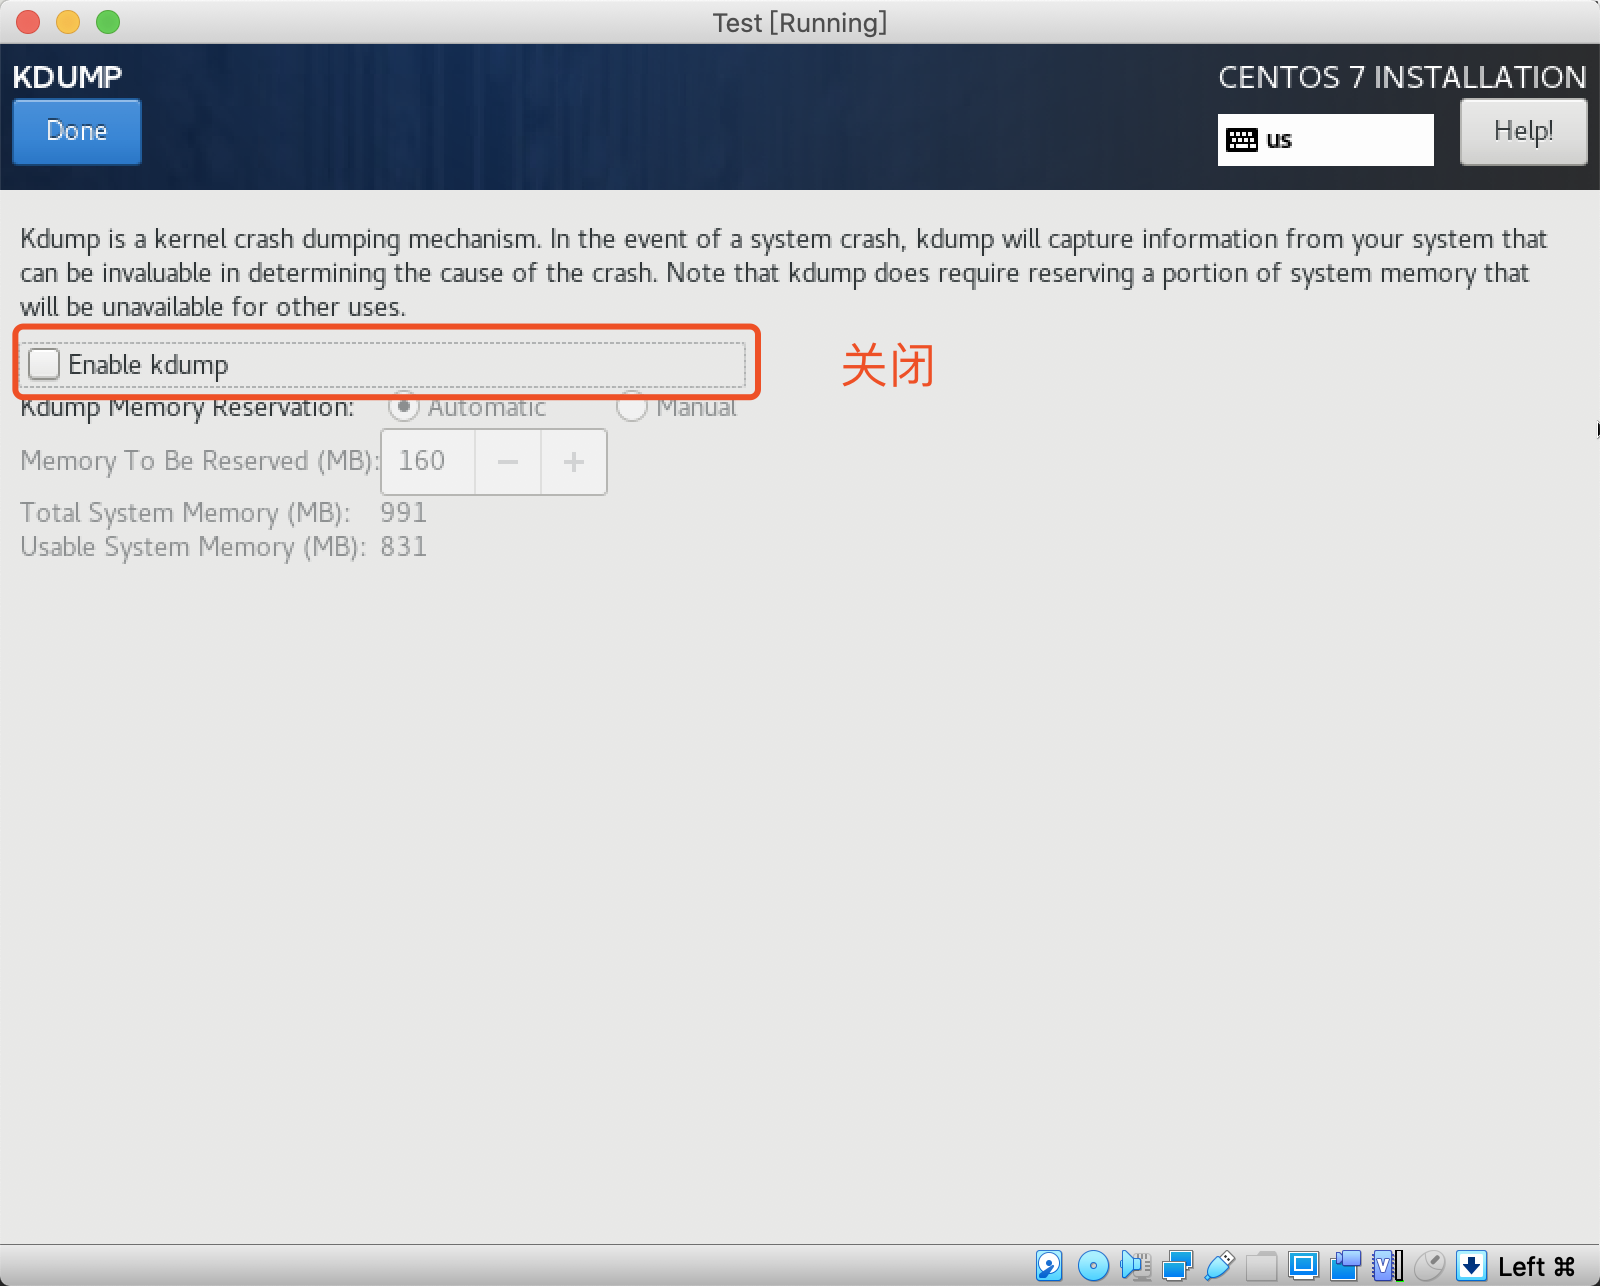 Test [Running]
KDUMP
CENTOS 7 INSTALLATION
Done
us
Help!
Kdump is a kernel crash dumping mechanism. In the event of a system crash, kdump will capture information from your system that
can be invaluable in determining the cause of the crash. Note that kdump does require reserving a portion of system memory that
will be unavailable for other uses.
Enable kdump
关闭
Kdump Memory Reservation: Automatic Manual
Memory To Be Reserved (MB): 160 − +
Total System Memory (MB): 991
Usable System Memory (MB): 831
Left ⌘